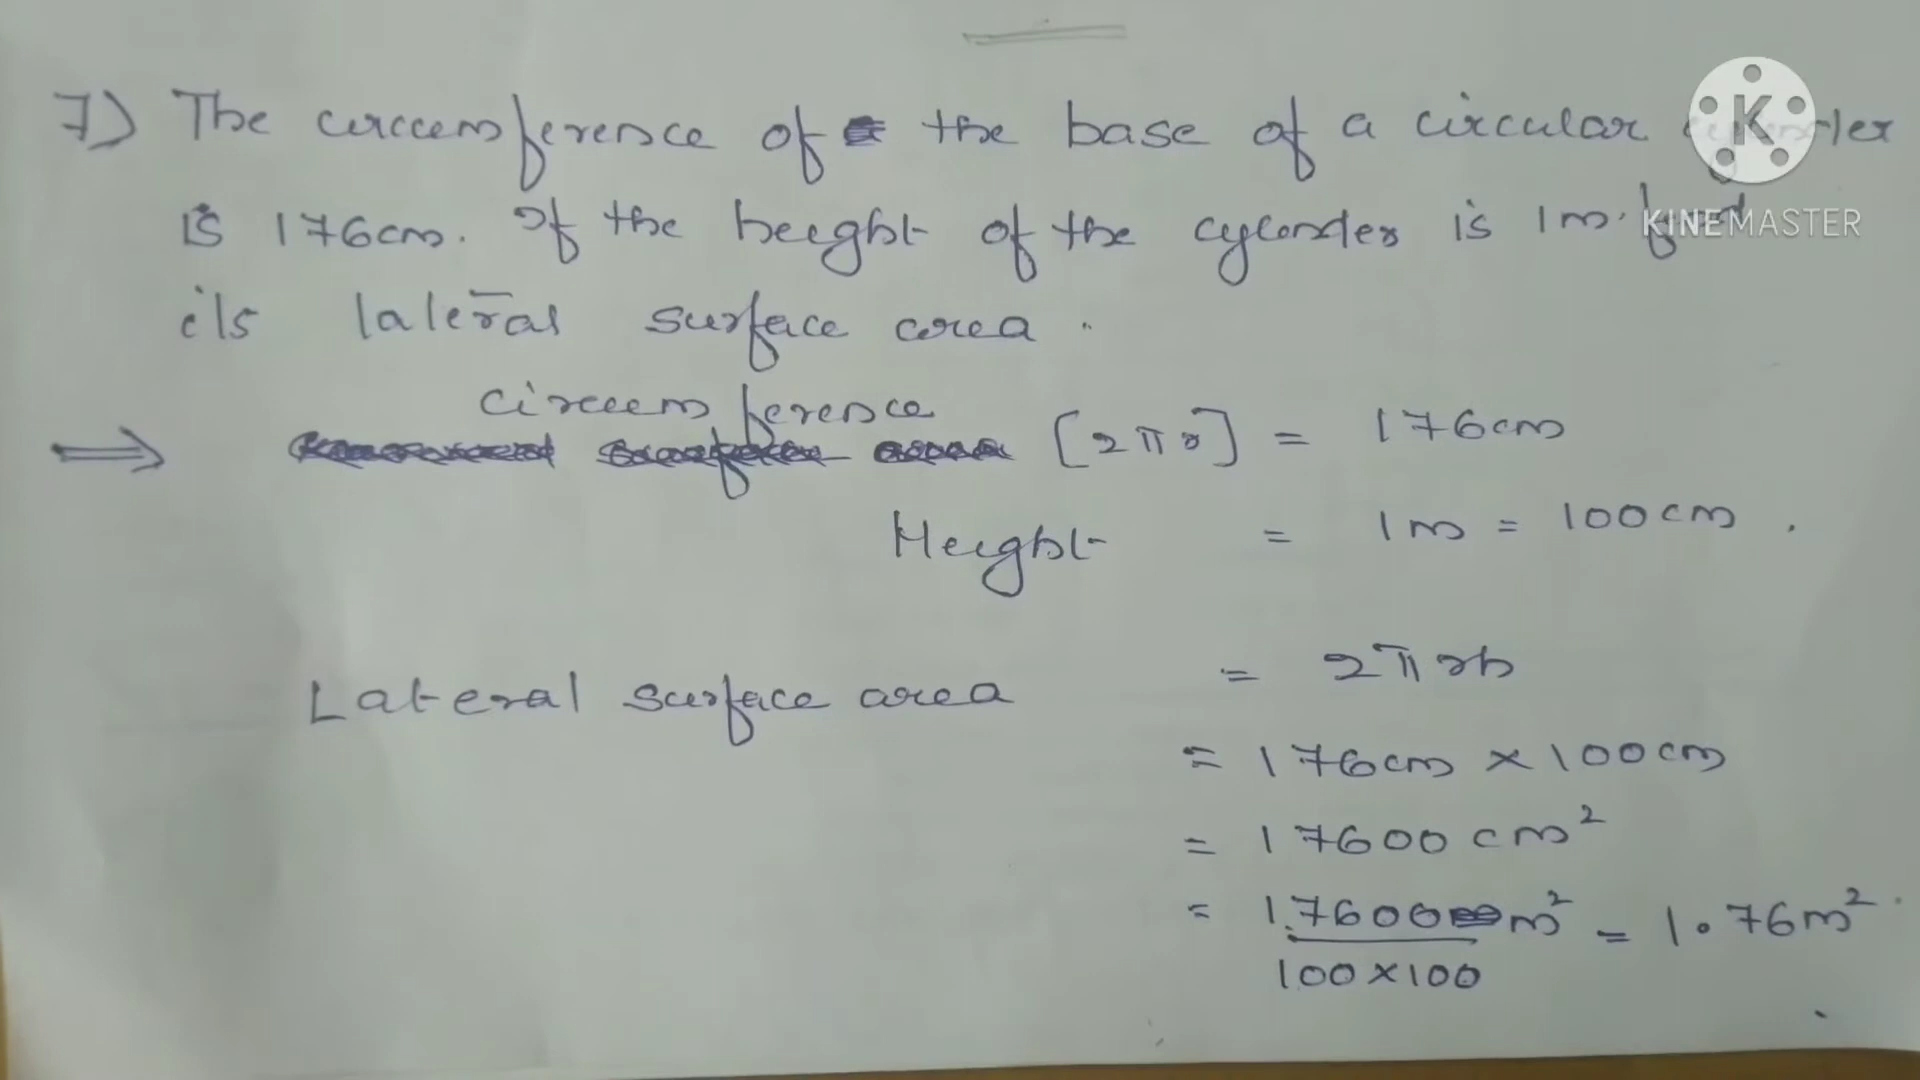 7) The circumference of the base of a circular
is 176cm. If the height of the cylinder is 1m. find
its lateral surface area.
circumference
⇒ [2πr] = 176cm
Height = 1m = 100cm.
Lateral surface area = 2πrh
= 176cm × 100cm
= 17600 cm²
= 1.7600 m² = 1.76m².
100×100
K
KINEMASTER